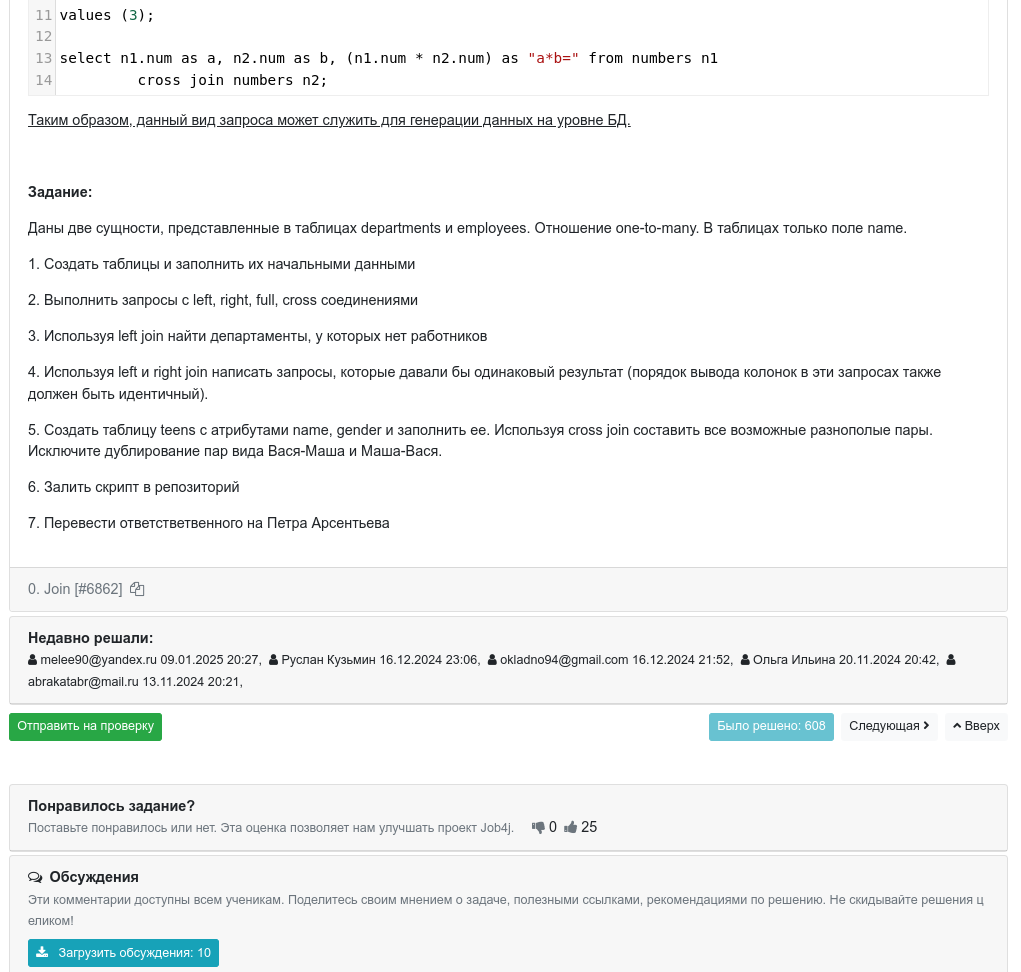 11 values (3);
12
13 select n1.num as a, n2.num as b, (n1.num * n2.num) as "a*b=" from numbers n1
14 cross join numbers n2;
Таким образом, данный вид запроса может служить для генерации данных на уровне БД.
Задание:
Даны две сущности, представленные в таблицах departments и employees. Отношение one-to-many. В таблицах только поле name.
1. Создать таблицы и заполнить их начальными данными
2. Выполнить запросы с left, right, full, cross соединениями
3. Используя left join найти департаменты, у которых нет работников
4. Используя left и right join написать запросы, которые давали бы одинаковый результат (порядок вывода колонок в эти запросах также
должен быть идентичный).
5. Создать таблицу teens с атрибутами name, gender и заполнить ее. Используя cross join составить все возможные разнополые пары.
Исключите дублирование пар вида Вася-Маша и Маша-Вася.
6. Залить скрипт в репозиторий
7. Перевести ответстветвенного на Петра Арсентьева
0. Join [#6862]
Недавно решали:
melee90@yandex.ru 09.01.2025 20:27, Руслан Кузьмин 16.12.2024 23:06, okladno94@gmail.com 16.12.2024 21:52, Ольга Ильина 20.11.2024 20:42,
abrakatabr@mail.ru 13.11.2024 20:21,
Отправить на проверку Было решено: 608 Следующая Вверх
Понравилось задание?
Поставьте понравилось или нет. Эта оценка позволяет нам улучшать проект Job4j. 0 25
Обсуждения
Эти комментарии доступны всем ученикам. Поделитесь своим мнением о задаче, полезными ссылками, рекомендациями по решению. Не скидывайте решения ц
еликом!
Загрузить обсуждения: 10